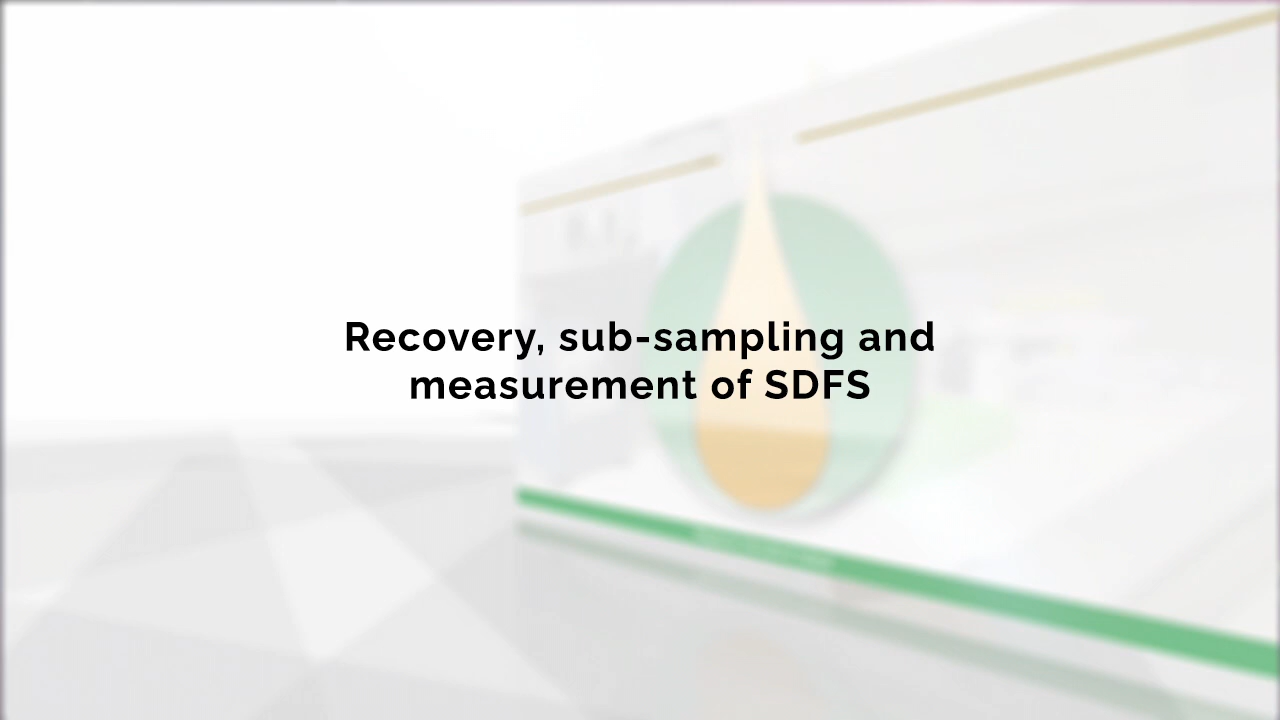 Recovery, sub-sampling and
measurement of SDFS